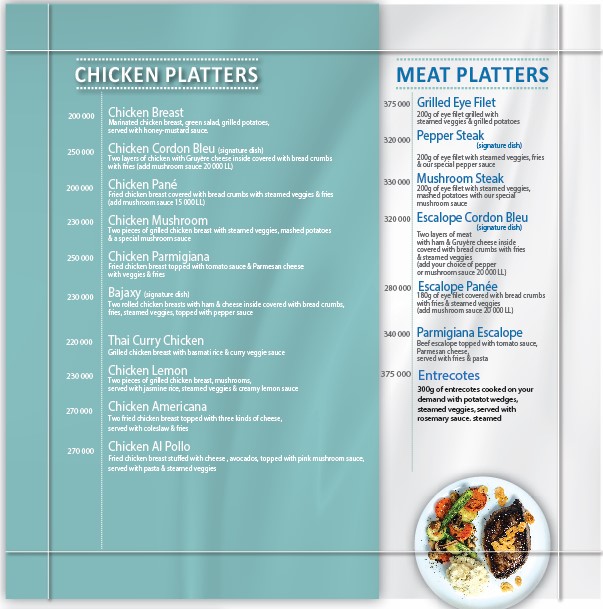 CHICKEN PLATTERS
200 000
Chicken Breast
Marinated chicken breast, green salad, grilled potatoes,
served with honey-mustard sauce.
250 000
Chicken Cordon Bleu (signature dish)
Two layers of chicken with Gruyère cheese inside covered with bread crumbs
with fries (add mushroom sauce 20 000 LL)
200 000
Chicken Pané
Fried chicken breast covered with bread crumbs with steamed veggies & fries
(add mushroom sauce 15 000 LL)
230 000
Chicken Mushroom
Two pieces of grilled chicken breast with steamed veggies, mashed potatoes
& a special mushroom sauce
250 000
Chicken Parmigiana
Fried chicken breast topped with tomato sauce & Parmesan cheese
with veggies & fries
230 000
Bajaxy (signature dish)
Two rolled chicken breasts with ham & cheese inside covered with bread crumbs,
fries, steamed veggies, topped with pepper sauce
220 000
Thai Curry Chicken
Grilled chicken breast with basmati rice & curry veggie sauce
230 000
Chicken Lemon
Two pieces of grilled chicken breast, mushrooms,
served with jasmine rice, steamed veggies & creamy lemon sauce
270 000
Chicken Americana
Two fried chicken breast topped with three kinds of cheese,
served with coleslaw & fries
270 000
Chicken Al Pollo
Fried chicken breast stuffed with cheese, avocados, topped with pink mushroom sauce,
served with pasta & steamed veggies
MEAT PLATTERS
375 000
Grilled Eye Filet
200g of eye filet grilled with
steamed veggies & grilled potatoes
320 000
Pepper Steak
(signature dish)
200g of eye filet with steamed veggies, fries
& our special pepper sauce
330 000
Mushroom Steak
200g of eye filet with steamed veggies,
mashed potatoes with our special
mushroom sauce
320 000
Escalope Cordon Bleu
(signature dish)
Two layers of meat
with ham & Gruyère cheese inside
covered with bread crumbs with fries
& steamed veggies
(add your choice of pepper
or mushroom sauce 20 000 LL)
280 000
Escalope Panée
180g of eye filet covered with bread crumbs
with fries & steamed veggies
(add mushroom sauce 20 000 LL)
340 000
Parmigiana Escalope
Beef escalope topped with tomato sauce,
Parmesan cheese,
served with fries & pasta
375 000
Entrecotes
300g of entrecotes cooked on your
demand with potatot wedges,
steamed veggies, served with
rosemary sauce. steamed